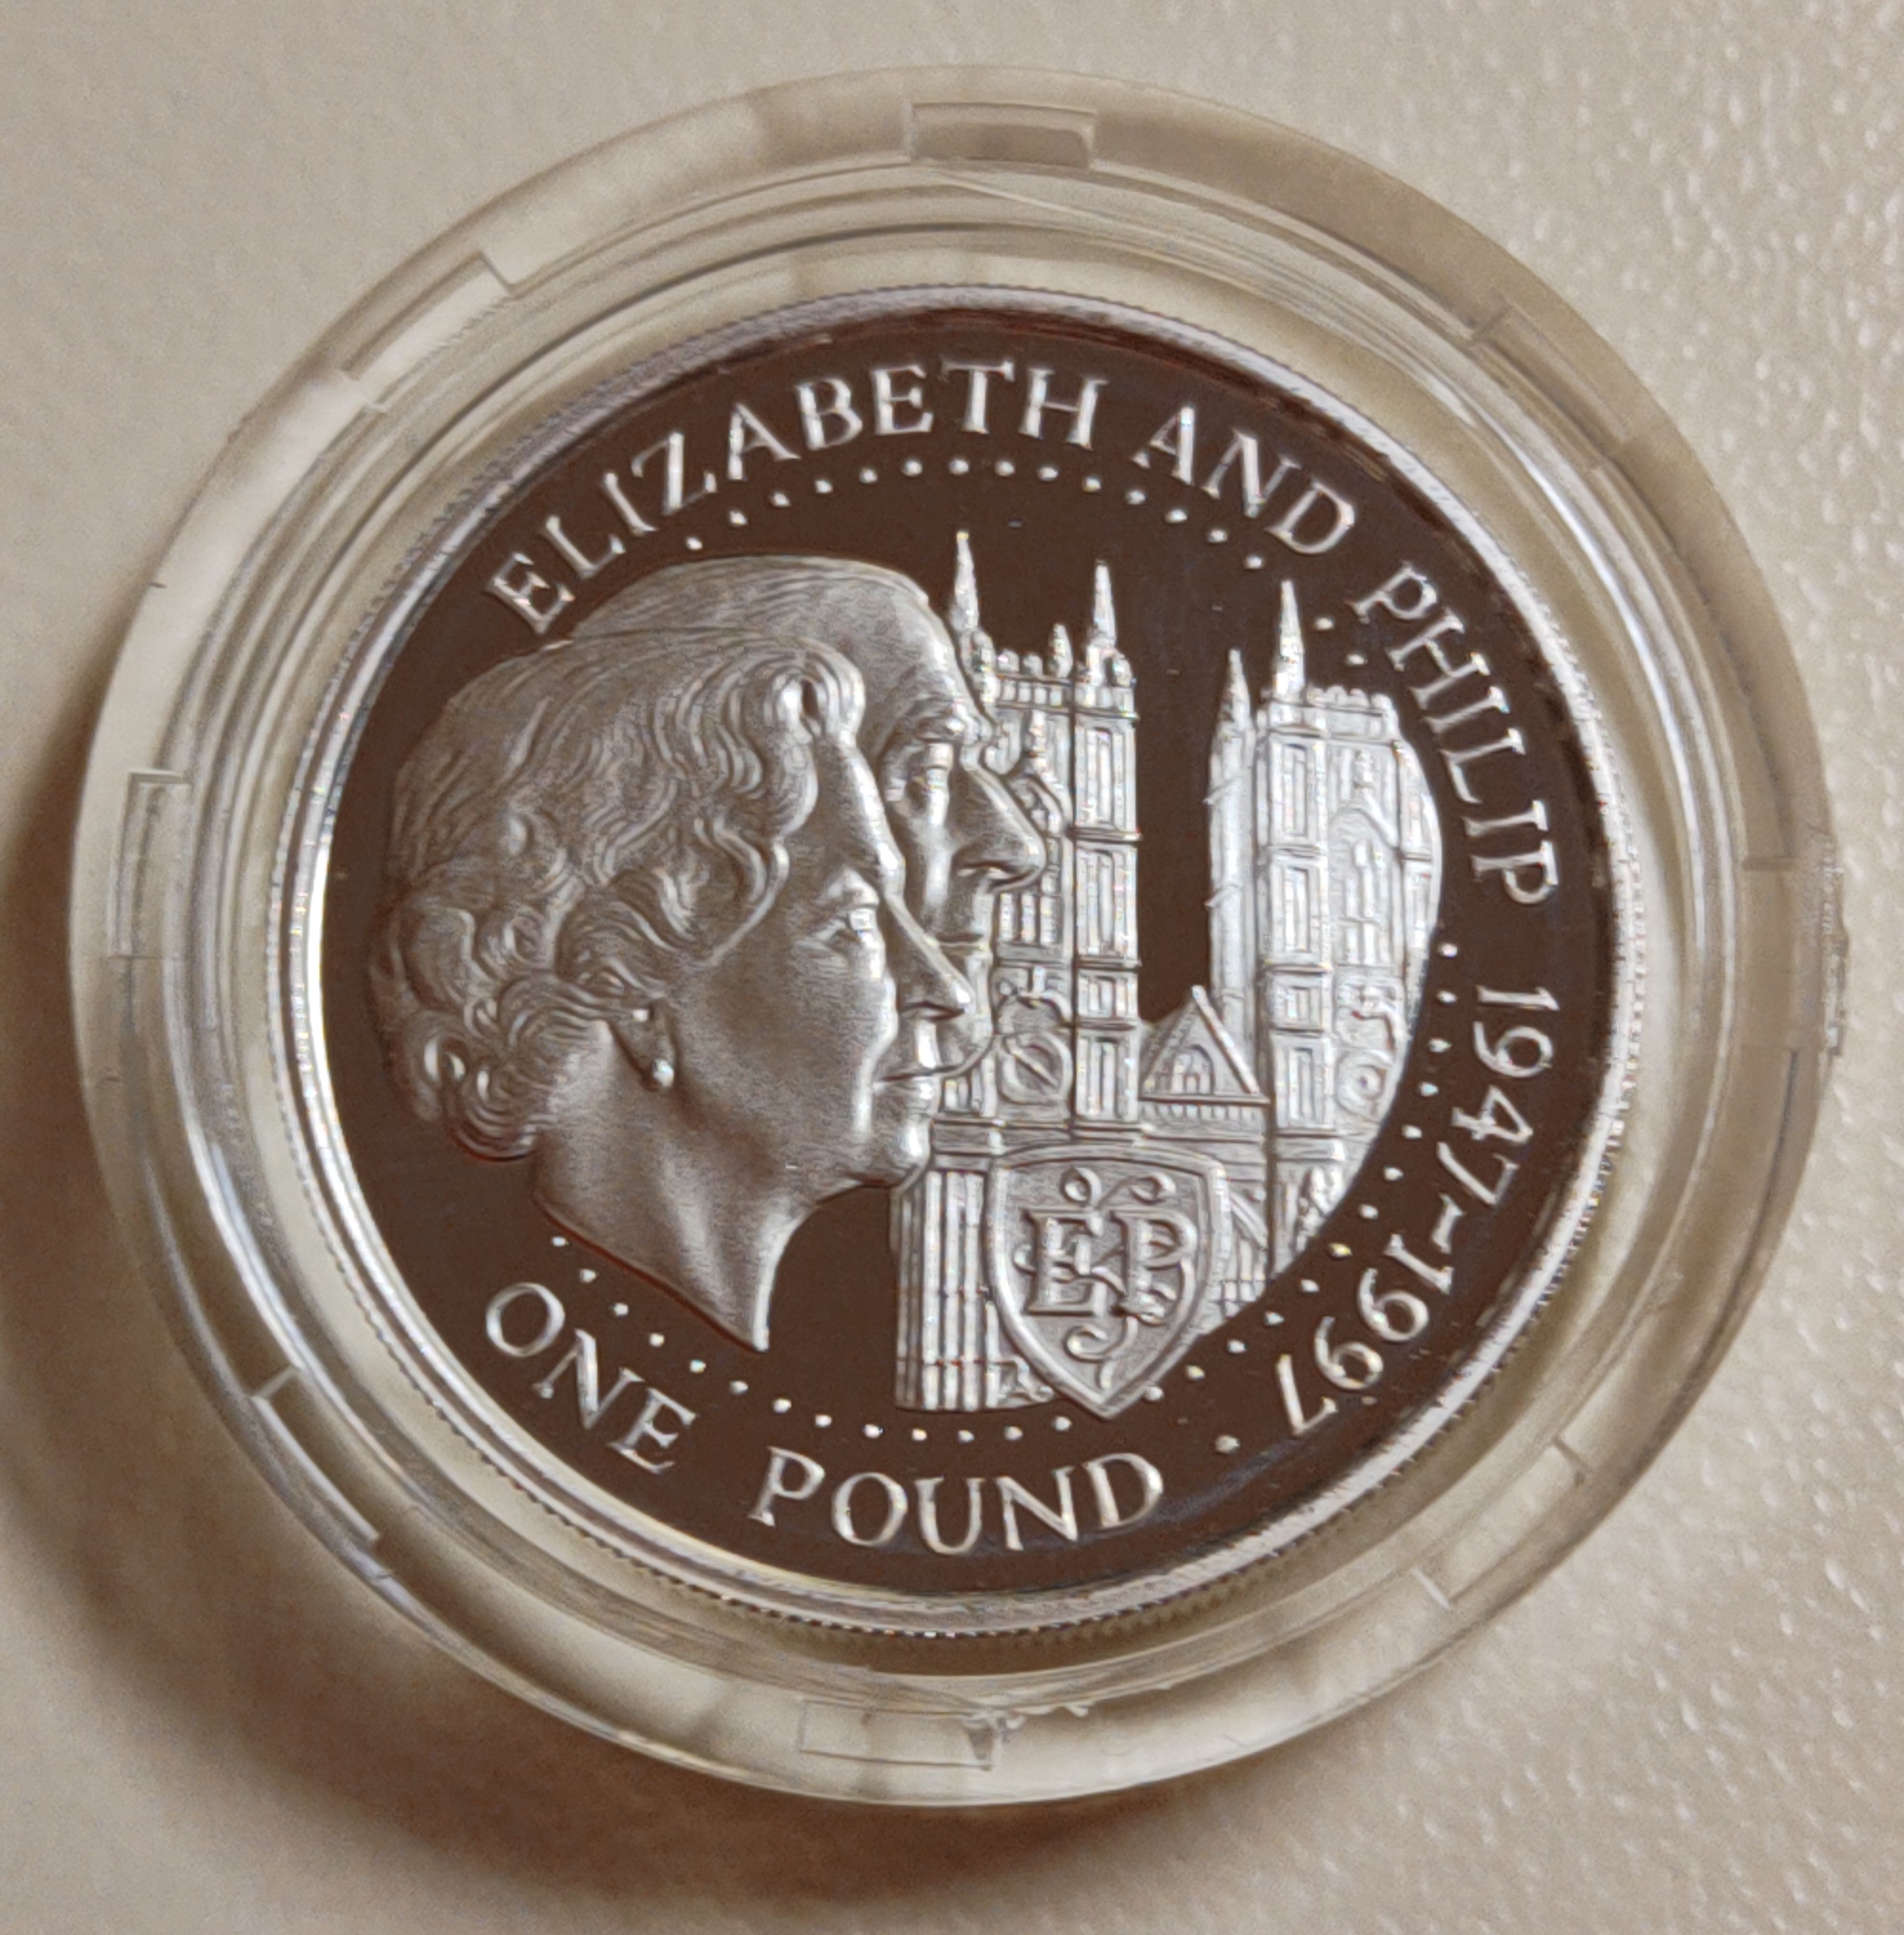 ELIZABETH AND PHILIP 1947-1997
EP
ONE POUND